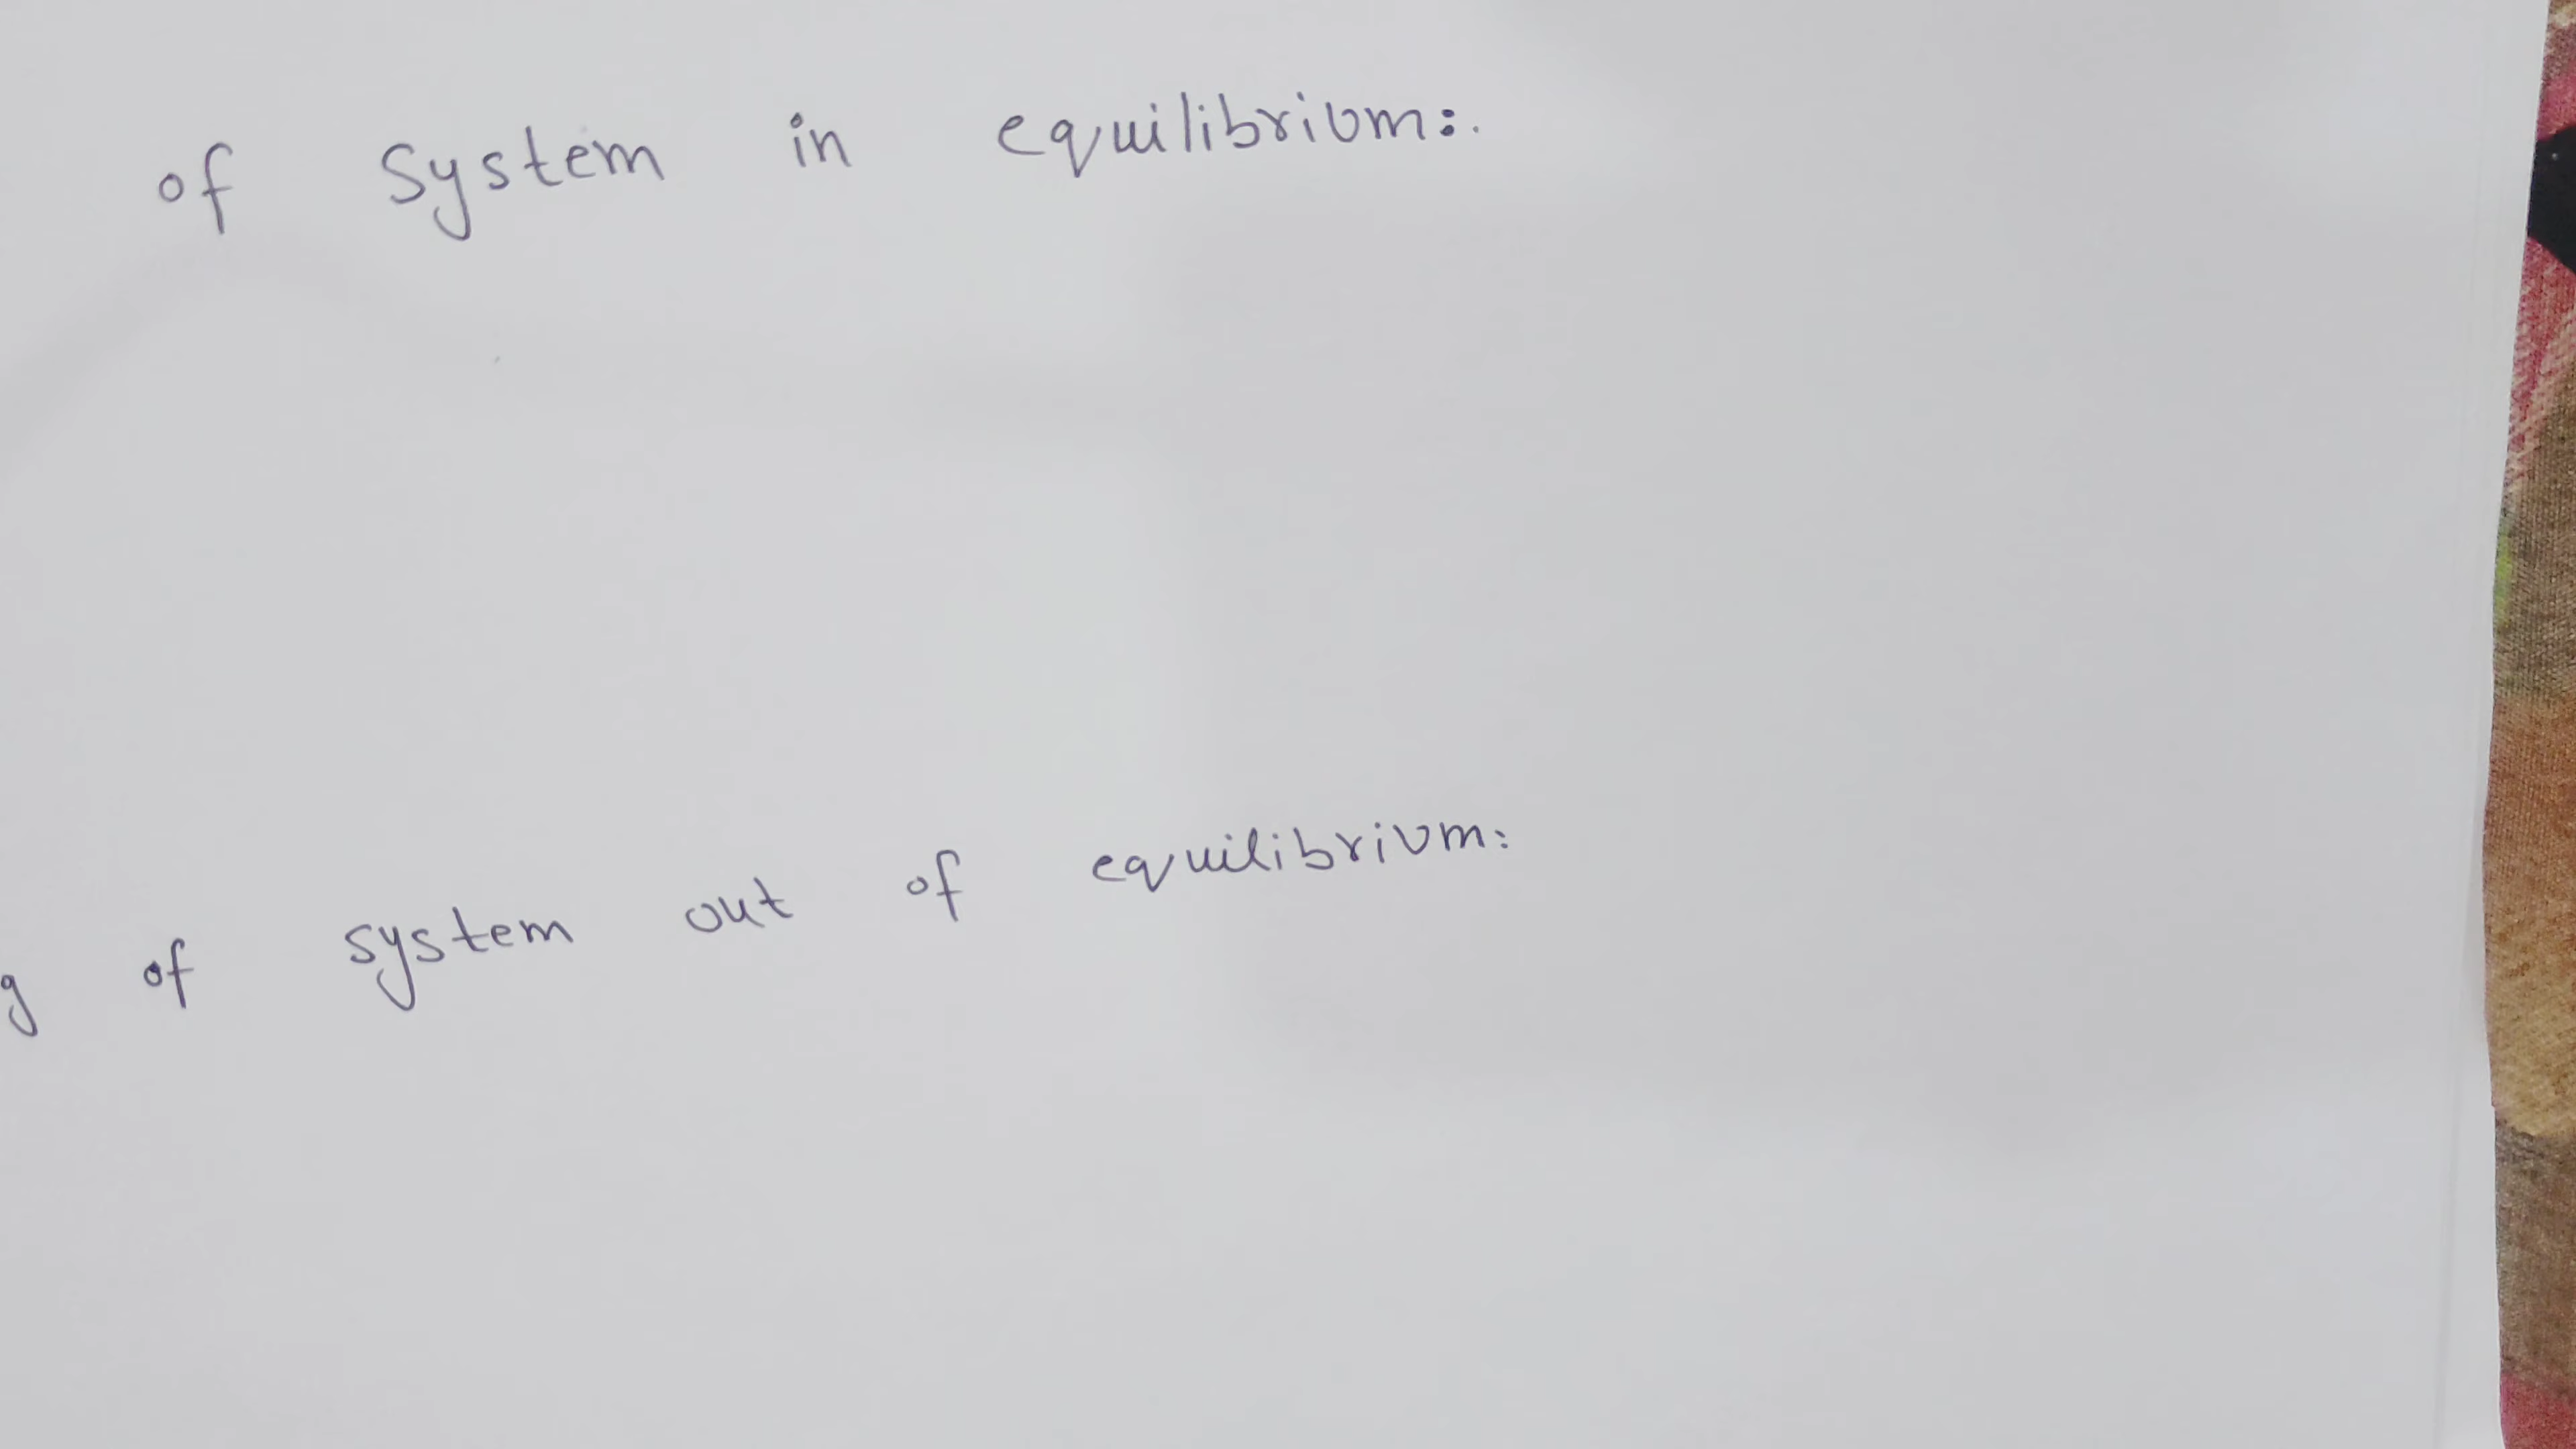 of System in equilibrium:.
of system out of equilibrium: